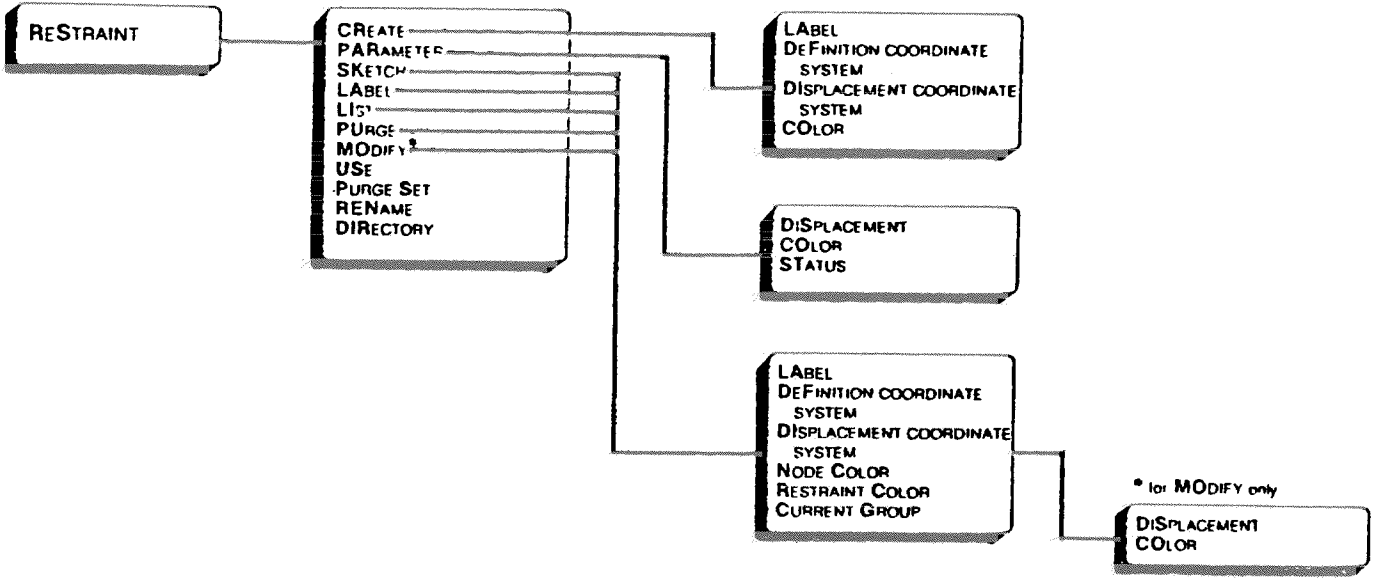 RESTRAINT
CREATE
PARAMETER
SKETCH
LABEL
LIST
PURGE
MODIFY*
USE
PURGE SET
RENAME
DIRECTORY
LABEL
DEFINITION COORDINATE
SYSTEM
DISPLACEMENT COORDINATE
SYSTEM
COLOR
DISPLACEMENT
COLOR
STATUS
LABEL
DEFINITION COORDINATE
SYSTEM
DISPLACEMENT COORDINATE
SYSTEM
NODE COLOR
RESTRAINT COLOR
CURRENT GROUP
* for MODIFY only
DISPLACEMENT
COLOR